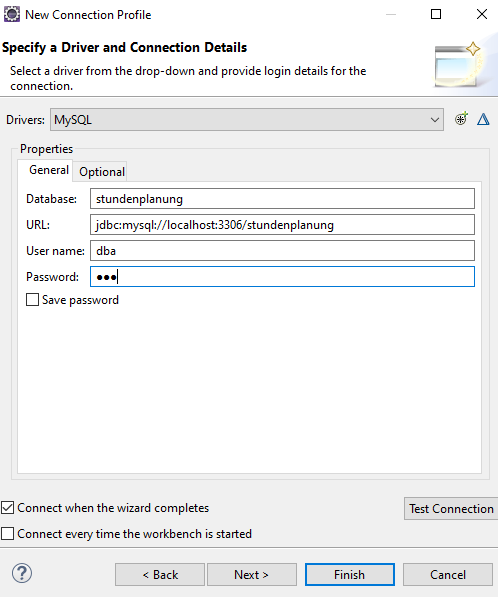 New Connection Profile
Specify a Driver and Connection Details
Select a driver from the drop-down and provide login details for the
connection.
Drivers: MySQL
Properties
General Optional
Database: stundenplanung
URL: jdbc:mysql://localhost:3306/stundenplanung
User name: dba
Password: ●●●
Save password
Connect when the wizard completes
Test Connection
Connect every time the workbench is started
? < Back Next > Finish Cancel